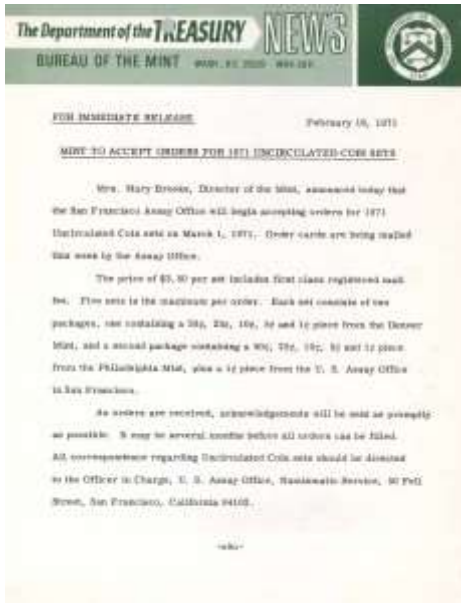 The Department of the TREASURY NEWS
BUREAU OF THE MINT
FOR IMMEDIATE RELEASE February 16, 1971
MINT TO ACCEPT ORDERS FOR 1971 UNCIRCULATED COIN SETS
Mrs. Mary Brooks, Director of the Mint, announced today that
the San Francisco Assay Office will begin accepting orders for 1971
Uncirculated Coin sets on March 1, 1971. Order cards are being mailed
this week by the Assay Office.
The price of $3.50 per set includes first class registered mail
fee. Five sets is the maximum per order. Each set consists of two
packages, one containing a 50¢, 25¢, 10¢, 5¢ and 1¢ piece from the Denver
Mint, and a second package containing a 50¢, 25¢, 10¢, 5¢ and 1¢ piece
from the Philadelphia Mint, plus a 1¢ piece from the U. S. Assay Office
in San Francisco.
As orders are received, acknowledgements will be sent as promptly
as possible. It may be several months before all orders can be filled.
All correspondence regarding Uncirculated Coin sets should be directed
to the Officer in Charge, U. S. Assay Office, Numismatic Service, 50 Fell
Street, San Francisco, California 94102.
-oOo-